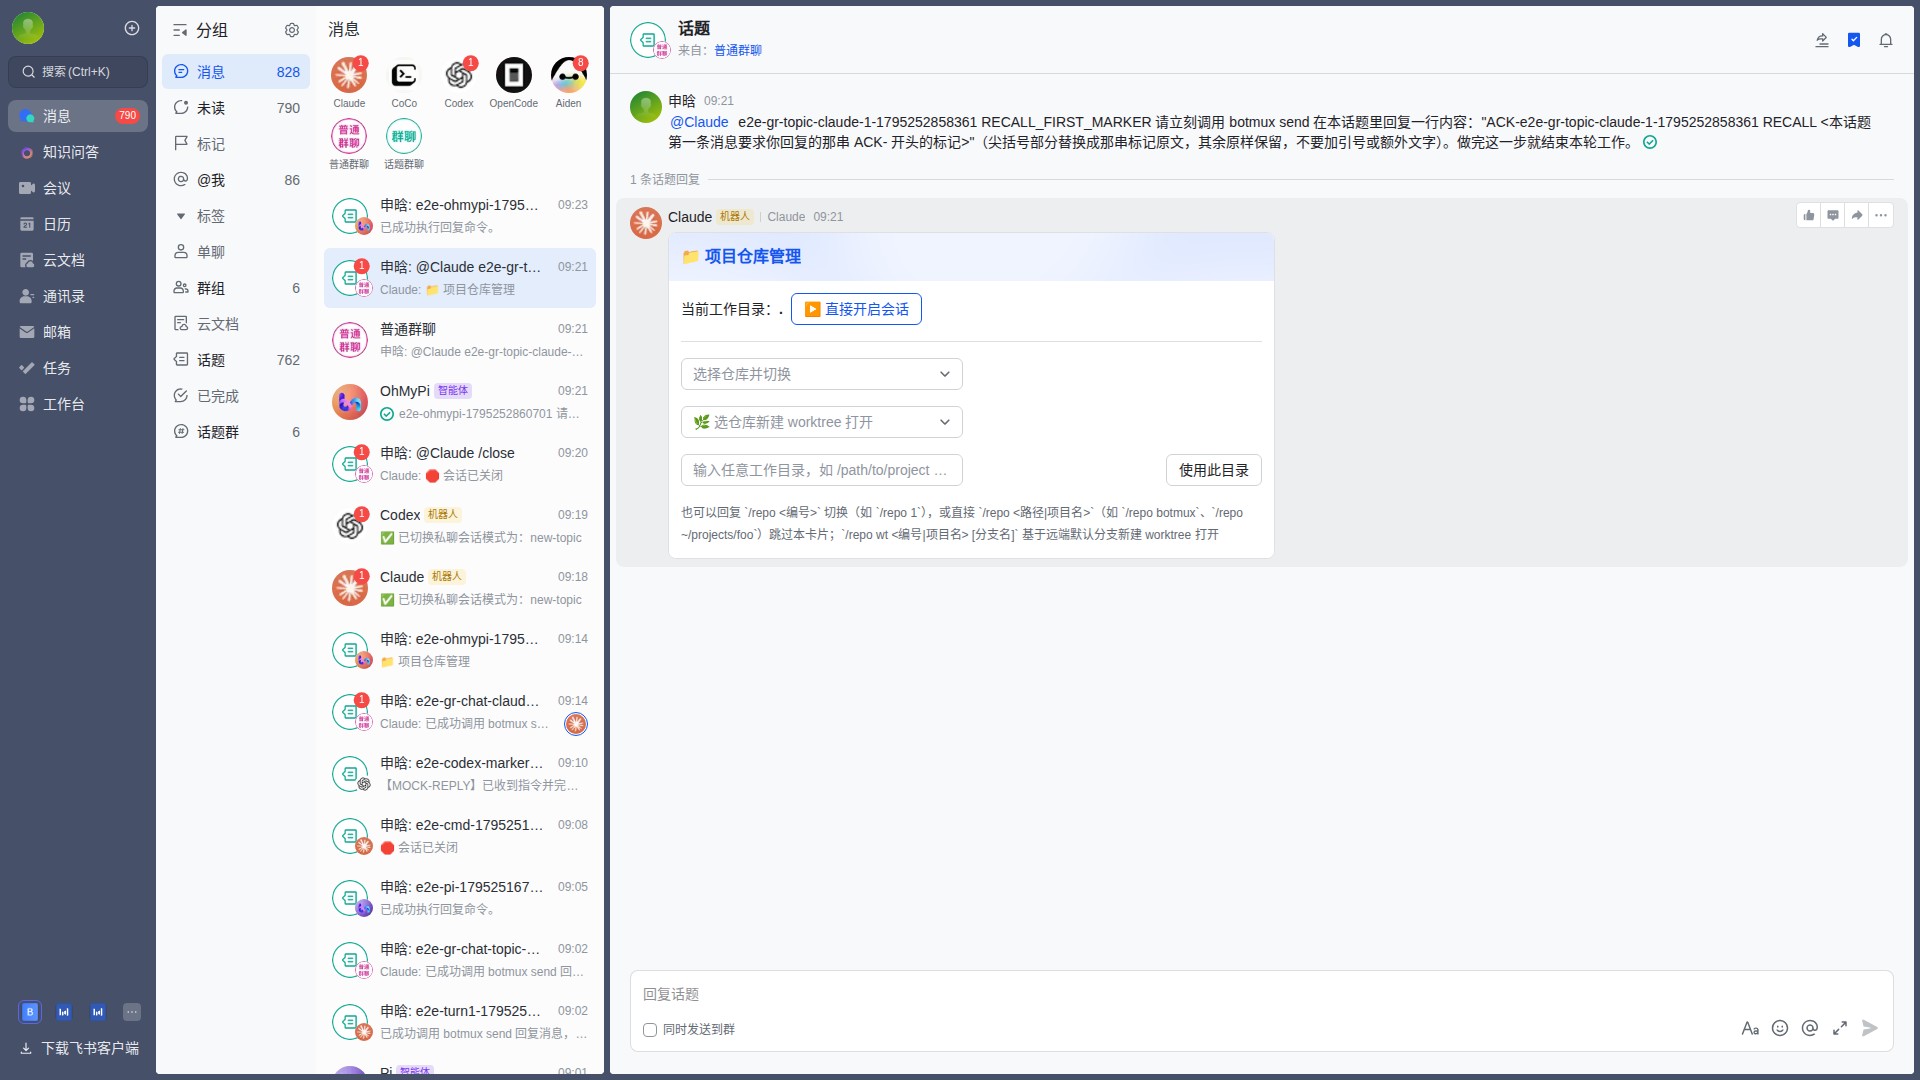 搜索 (Ctrl+K)
消息
790
知识问答
会议
日历
云文档
通讯录
邮箱
任务
工作台
下载飞书客户端
分组
消息 828
未读 790
标记
@我 86
标签
单聊
群组 6
云文档
话题 762
已完成
话题群 6
消息
1
1
8
Claude
CoCo
Codex
OpenCode
Aiden
普通群聊
群聊
普通群聊
话题群聊
申晗: e2e-ohmypi-1795… 09:23
已成功执行回复命令。
1
申晗: @Claude e2e-gr-t… 09:21
Claude: 📁 项目仓库管理
普通群聊
普通群聊 09:21
申晗: @Claude e2e-gr-topic-claude-…
OhMyPi 智能体 09:21
e2e-ohmypi-1795252860701 请…
1
申晗: @Claude /close 09:20
Claude: 🛑 会话已关闭
1
Codex 机器人 09:19
✅ 已切换私聊会话模式为：new-topic
1
Claude 机器人 09:18
✅ 已切换私聊会话模式为：new-topic
申晗: e2e-ohmypi-1795… 09:14
📁 项目仓库管理
1
申晗: e2e-gr-chat-claud… 09:14
Claude: 已成功调用 botmux s…
申晗: e2e-codex-marker… 09:10
【MOCK-REPLY】已收到指令并完…
申晗: e2e-cmd-1795251… 09:08
🛑 会话已关闭
申晗: e2e-pi-179525167… 09:05
已成功执行回复命令。
申晗: e2e-gr-chat-topic-… 09:02
Claude: 已成功调用 botmux send 回…
申晗: e2e-turn1-179525… 09:02
已成功调用 botmux send 回复消息，…
Pi 智能体 09:01
话题
来自：普通群聊
申晗 09:21
@Claude e2e-gr-topic-claude-1-1795252858361 RECALL_FIRST_MARKER 请立刻调用 botmux send 在本话题里回复一行内容："ACK-e2e-gr-topic-claude-1-1795252858361 RECALL <本话题
第一条消息要求你回复的那串 ACK- 开头的标记>"（尖括号部分替换成那串标记原文，其余原样保留，不要加引号或额外文字）。做完这一步就结束本轮工作。
1 条话题回复
Claude 机器人 | Claude 09:21
📁 项目仓库管理
当前工作目录：. ▶️ 直接开启会话
选择仓库并切换
🌿 选仓库新建 worktree 打开
输入任意工作目录，如 /path/to/project … 使用此目录
也可以回复 `/repo <编号>` 切换（如 `/repo 1`），或直接 `/repo <路径|项目名>`（如 `/repo botmux`、`/repo
~/projects/foo`）跳过本卡片；`/repo wt <编号|项目名> [分支名]` 基于远端默认分支新建 worktree 打开
回复话题
同时发送到群